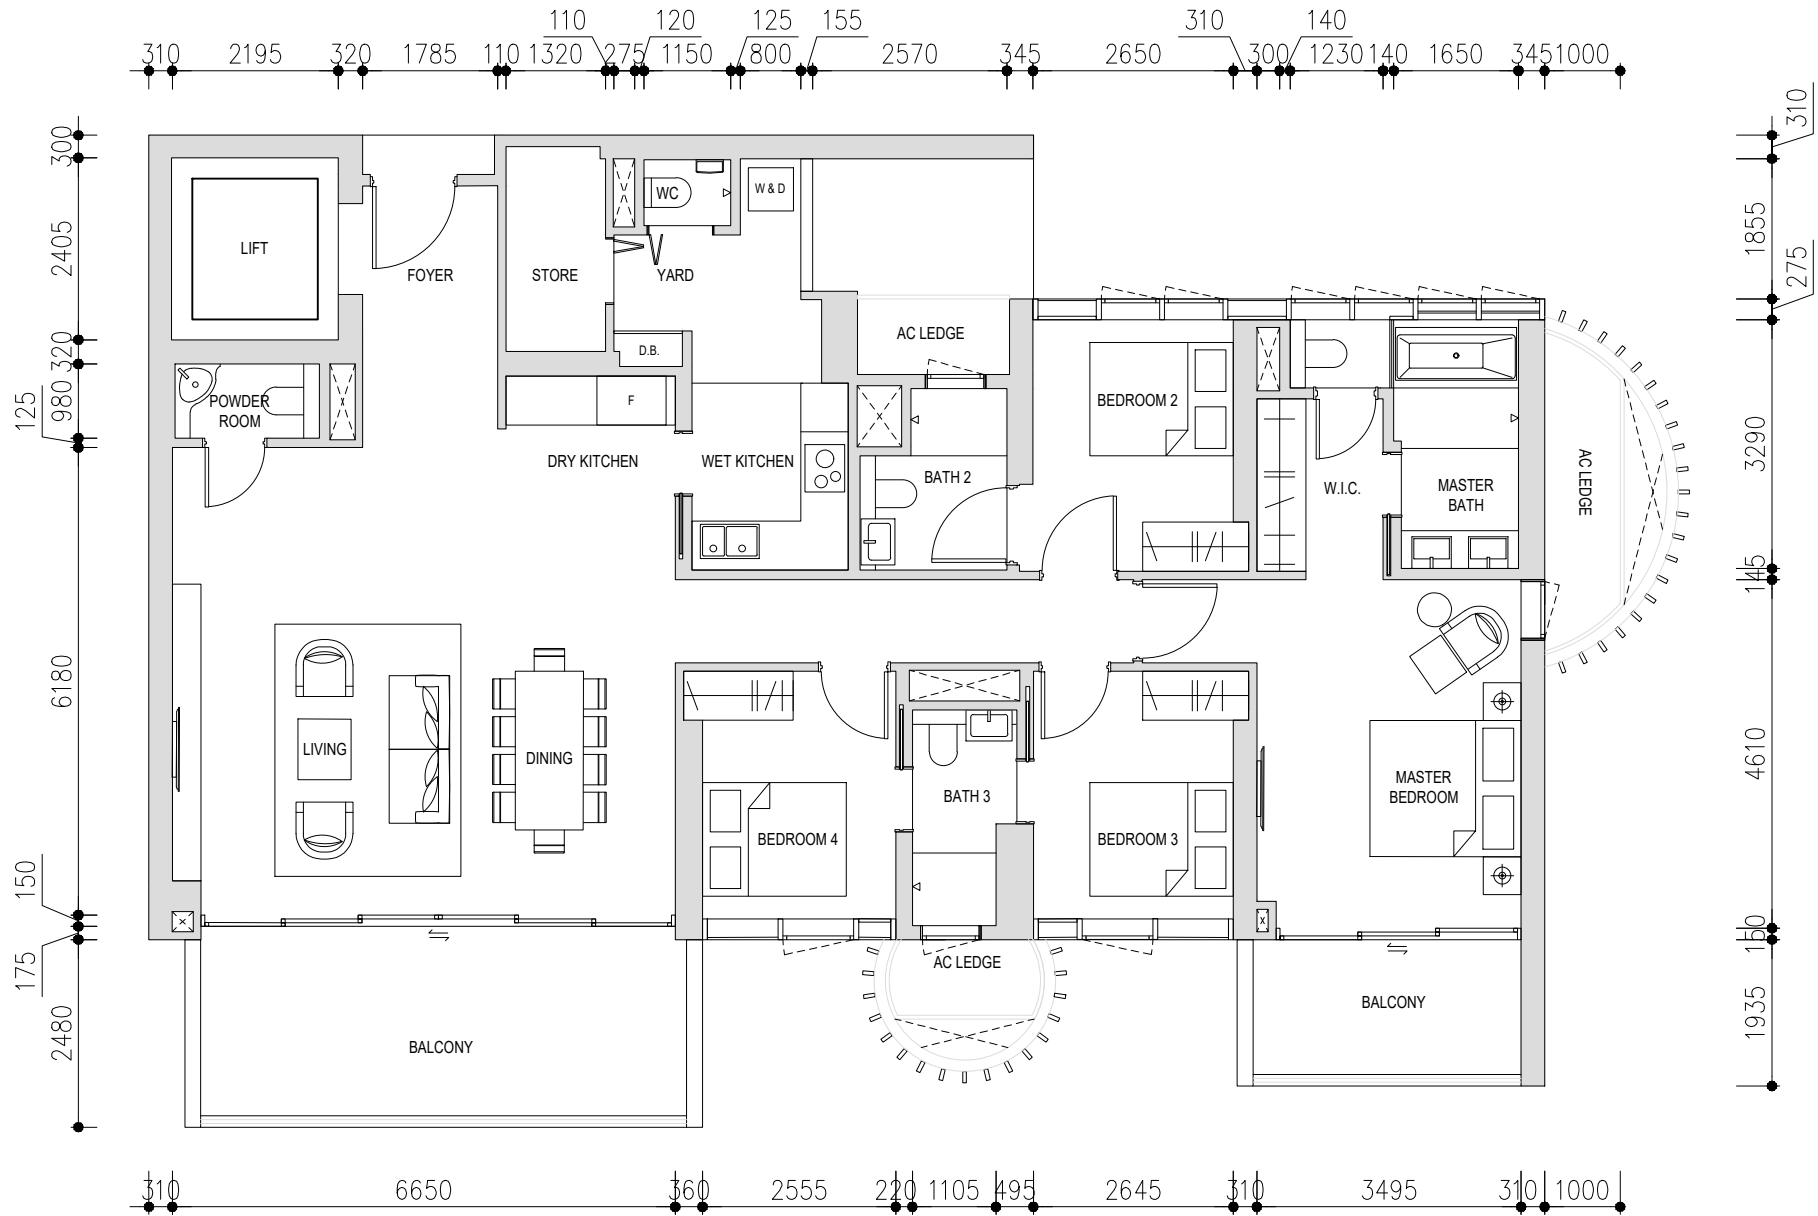 110 120 125 155 310 140
310 2195 320 1785 110 1320 275 1150 800 2570 345 2650 300 1230 140 1650 345 1000
300
2405
320
980
125
6180
150
175
2480
310
1855
275
3290
145
4610
150
1935
LIFT
FOYER
STORE
WC
W & D
YARD
D.B.
AC LEDGE
POWDER
ROOM
F
DRY KITCHEN
WET KITCHEN
BATH 2
BEDROOM 2
W.I.C.
MASTER
BATH
AC LEDGE
LIVING
DINING
BEDROOM 4
BATH 3
BEDROOM 3
MASTER
BEDROOM
x
x
AC LEDGE
BALCONY
BALCONY
310 6650 360 2555 220 1105 495 2645 310 3495 310 1000